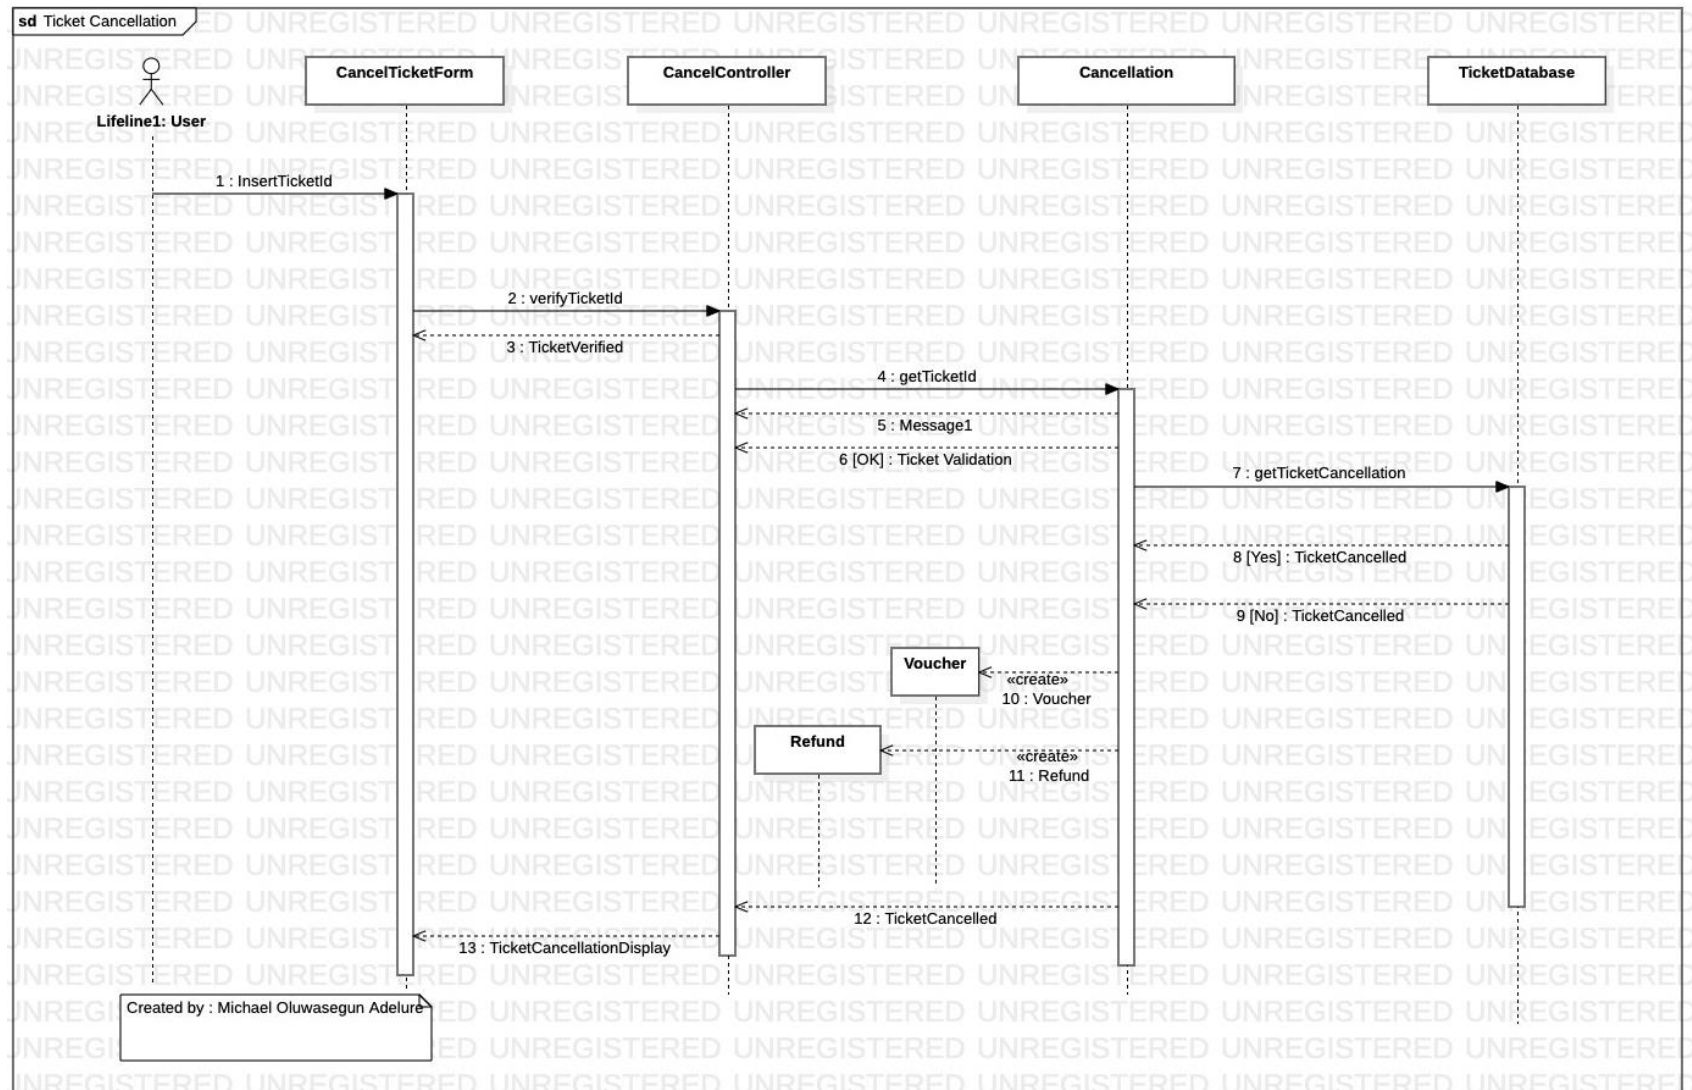 sd Ticket Cancellation
Lifeline1: User
CancelTicketForm
CancelController
Cancellation
TicketDatabase
1 : InsertTicketId
2 : verifyTicketId
3 : TicketVerified
4 : getTicketId
5 : Message1
6 [OK] : Ticket Validation
7 : getTicketCancellation
8 [Yes] : TicketCancelled
9 [No] : TicketCancelled
Voucher
«create»
10 : Voucher
Refund
«create»
11 : Refund
12 : TicketCancelled
13 : TicketCancellationDisplay
Created by : Michael Oluwasegun Adelure
UNREGISTERED